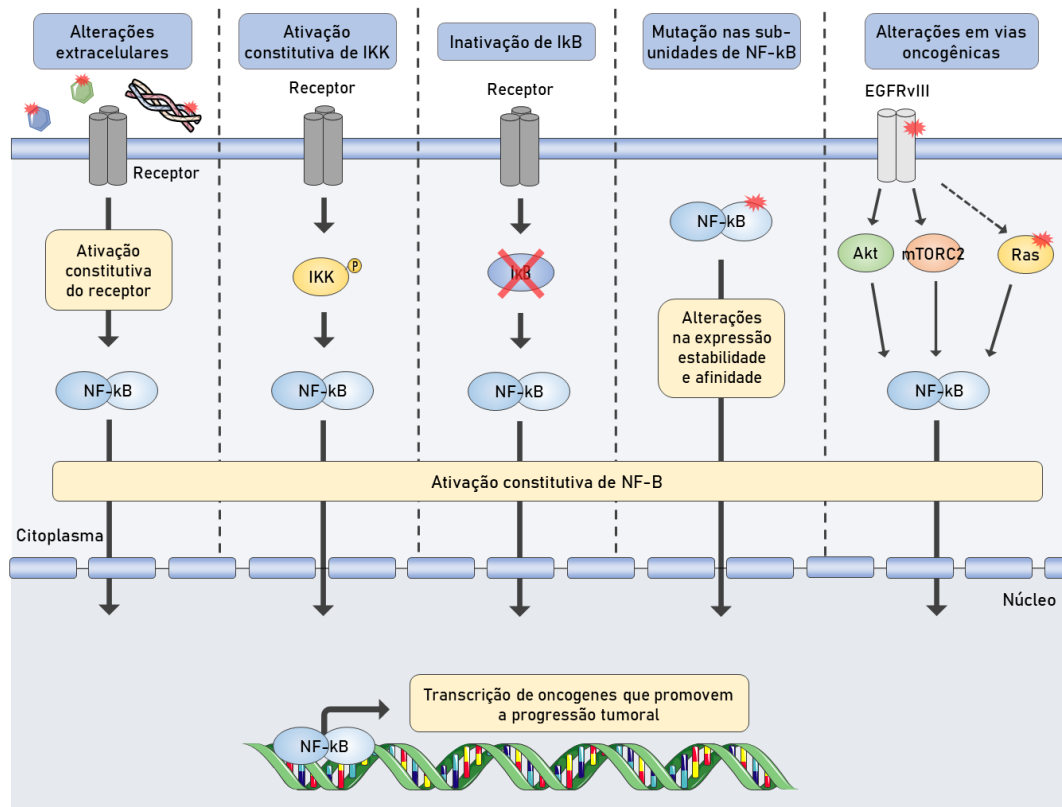 Alterações
extracelulares
Ativação
constitutiva de IKK
Inativação de IkB
Mutação nas sub-
unidades de NF-kB
Alterações em vias
oncogênicas
Receptor
Receptor
EGFRvIII
Receptor
Ativação
constitutiva
do receptor
IKK
P
IkB
NF-kB
Akt
mTORC2
Ras
Alterações
na expressão
estabilidade
e afinidade
NF-kB
NF-kB
NF-kB
NF-kB
Ativação constitutiva de NF-B
Citoplasma
Núcleo
Transcrição de oncogenes que promovem
a progressão tumoral
NF-kB